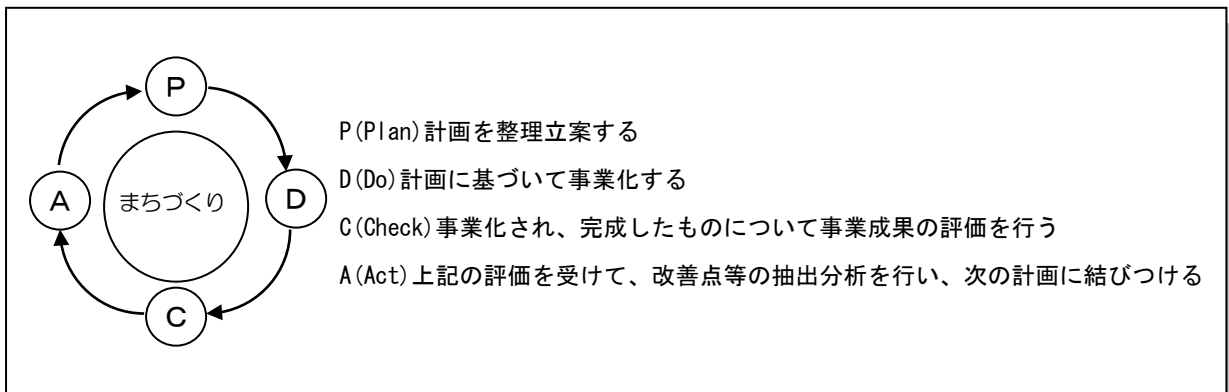 P
A
まちづくり
D
C
P(Plan)計画を整理立案する
D(Do)計画に基づいて事業化する
C(Check)事業化され、完成したものについて事業成果の評価を行う
A(Act)上記の評価を受けて、改善点等の抽出分析を行い、次の計画に結びつける